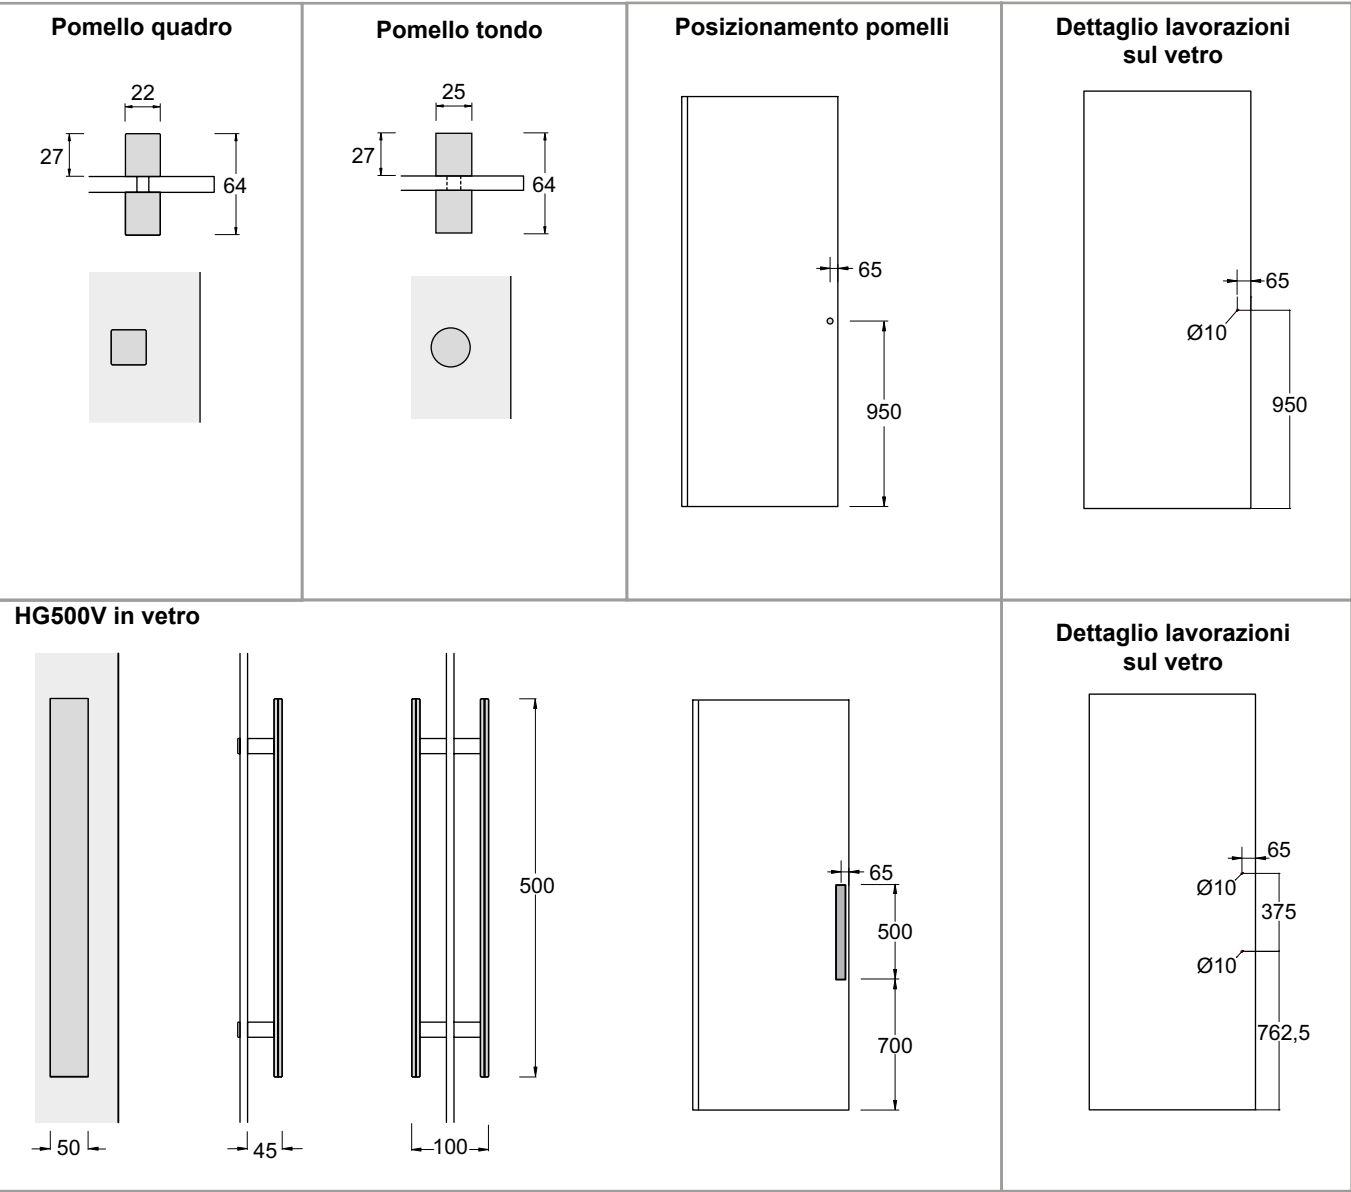 Pomello quadro
22
27
64
Pomello tondo
25
27
64
Posizionamento pomelli
65
950
Dettaglio lavorazioni
sul vetro
65
Ø10
950
HG500V in vetro
50
45
100
500
65
500
700
Dettaglio lavorazioni
sul vetro
65
Ø10
375
Ø10
762,5